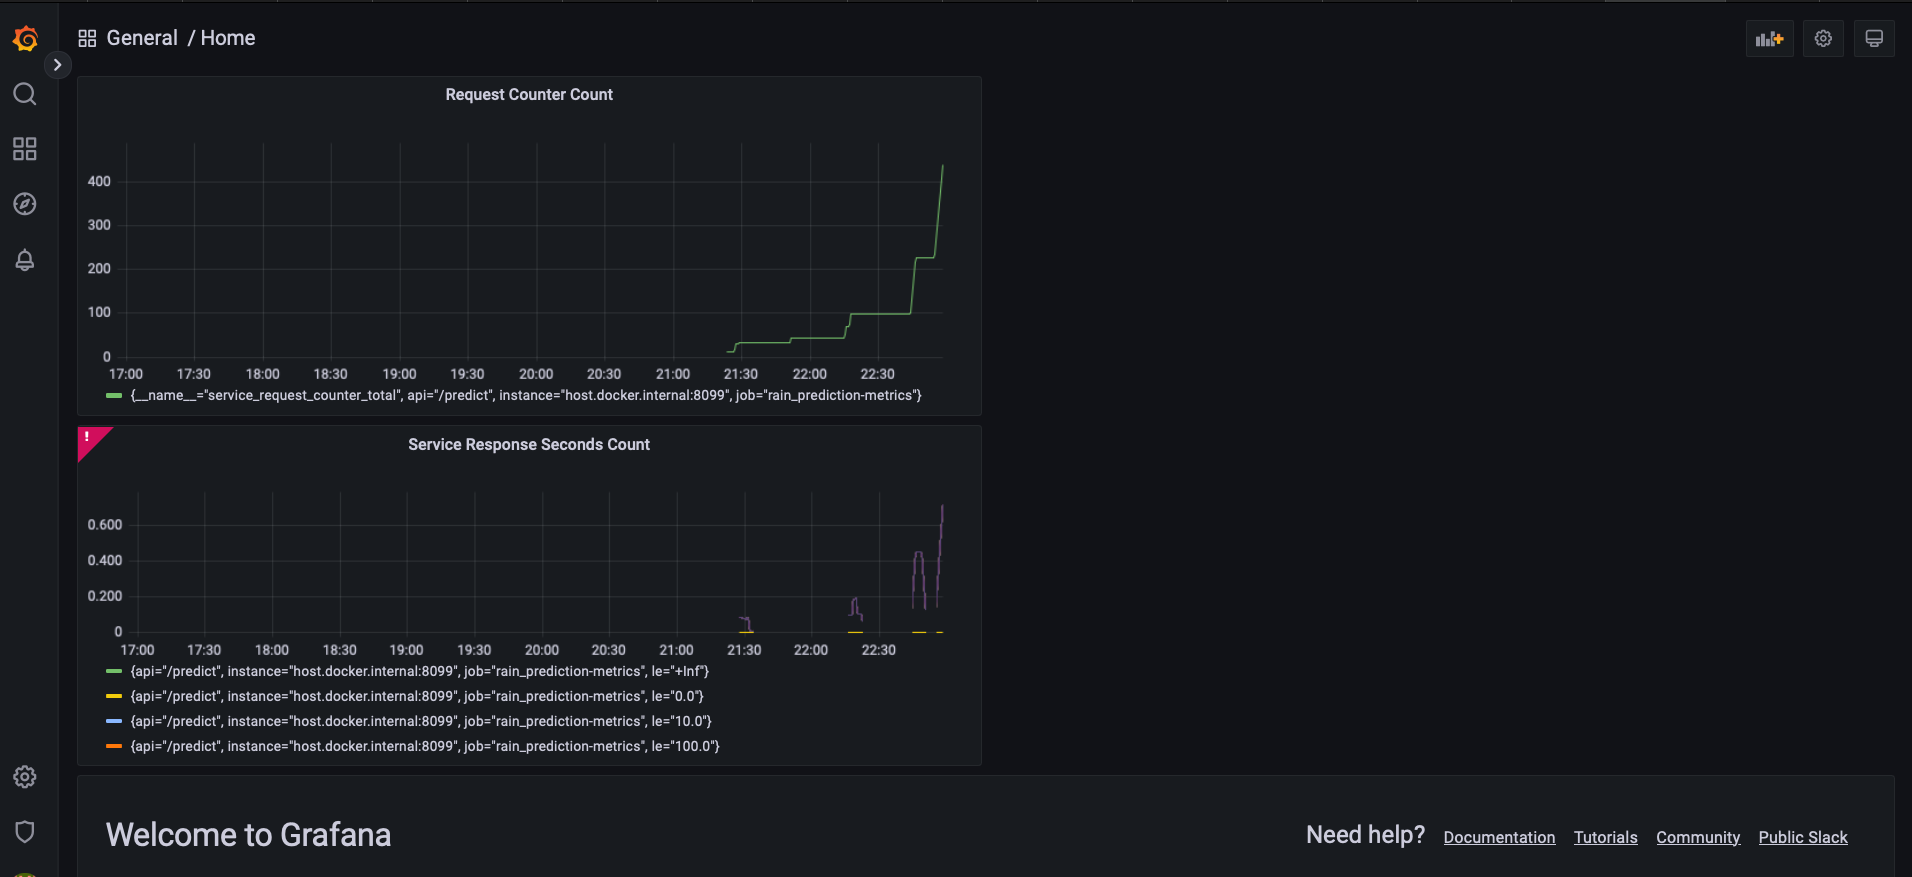 General / Home
Request Counter Count
400
300
200
100
0
17:00 17:30 18:00 18:30 19:00 19:30 20:00 20:30 21:00 21:30 22:00 22:30
{__name__="service_request_counter_total", api="/predict", instance="host.docker.internal:8099", job="rain_prediction-metrics"}
!
Service Response Seconds Count
0.600
0.400
0.200
0
17:00 17:30 18:00 18:30 19:00 19:30 20:00 20:30 21:00 21:30 22:00 22:30
{api="/predict", instance="host.docker.internal:8099", job="rain_prediction-metrics", le="+Inf"}
{api="/predict", instance="host.docker.internal:8099", job="rain_prediction-metrics", le="0.0"}
{api="/predict", instance="host.docker.internal:8099", job="rain_prediction-metrics", le="10.0"}
{api="/predict", instance="host.docker.internal:8099", job="rain_prediction-metrics", le="100.0"}
Welcome to Grafana
Need help? Documentation Tutorials Community Public Slack